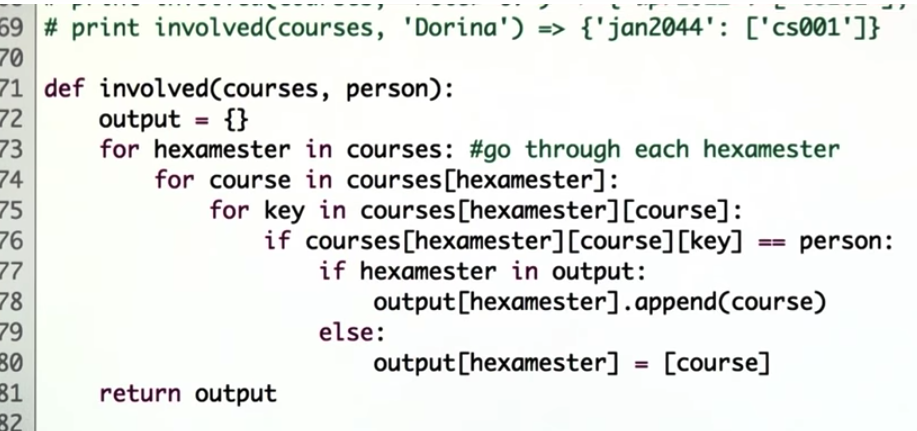 69 # print involved(courses, 'Dorina') => {'jan2044': ['cs001']}
70
71 def involved(courses, person):
72     output = {}
73     for hexamester in courses: #go through each hexamester
74         for course in courses[hexamester]:
75             for key in courses[hexamester][course]:
76                 if courses[hexamester][course][key] == person:
77                     if hexamester in output:
78                         output[hexamester].append(course)
79                     else:
80                         output[hexamester] = [course]
81     return output
82